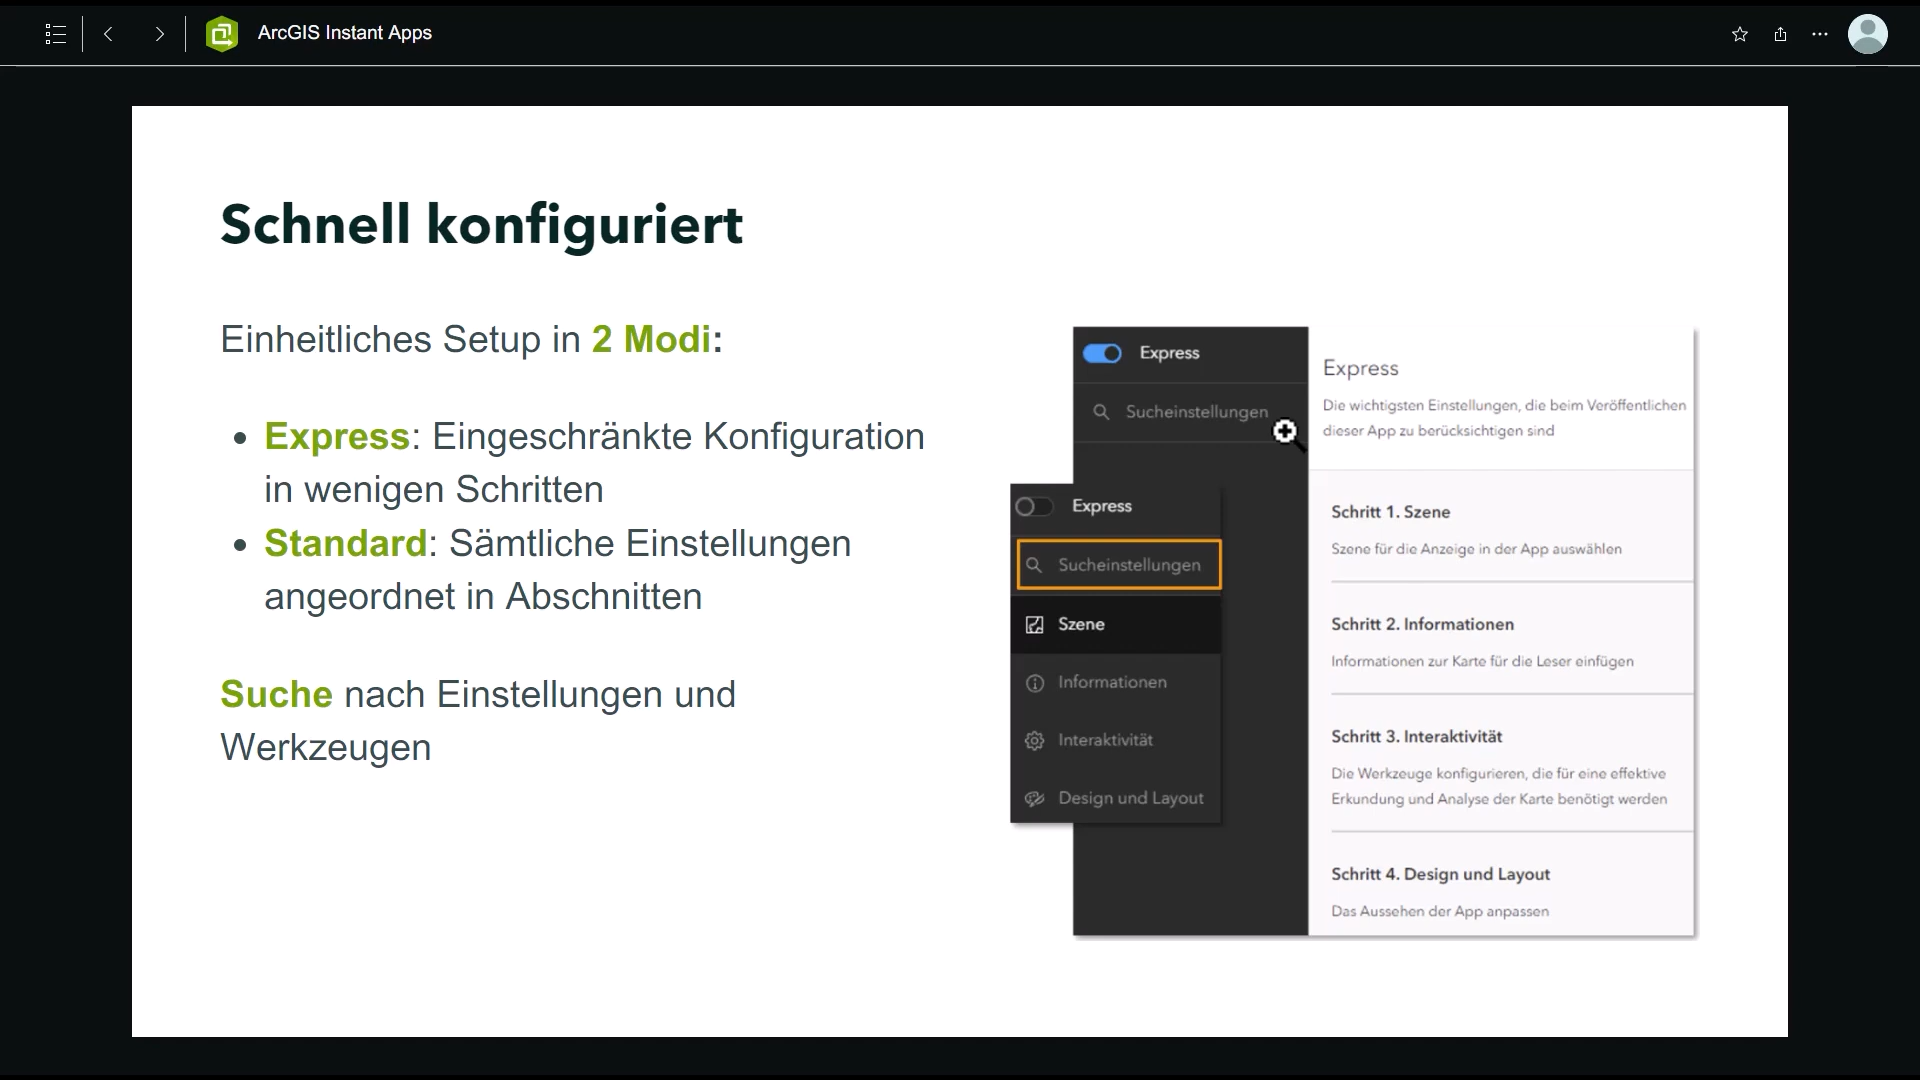 ArcGIS Instant Apps
Schnell konfiguriert
Einheitliches Setup in 2 Modi:
• Express: Eingeschränkte Konfiguration
in wenigen Schritten
• Standard: Sämtliche Einstellungen
angeordnet in Abschnitten
Suche nach Einstellungen und
Werkzeugen
Express
Sucheinstellungen
Express
Sucheinstellungen
Szene
Informationen
Interaktivität
Design und Layout
Express
Die wichtigsten Einstellungen, die beim Veröffentlichen
dieser App zu berücksichtigen sind
Schritt 1. Szene
Szene für die Anzeige in der App auswählen
Schritt 2. Informationen
Informationen zur Karte für die Leser einfügen
Schritt 3. Interaktivität
Die Werkzeuge konfigurieren, die für eine effektive
Erkundung und Analyse der Karte benötigt werden
Schritt 4. Design und Layout
Das Aussehen der App anpassen